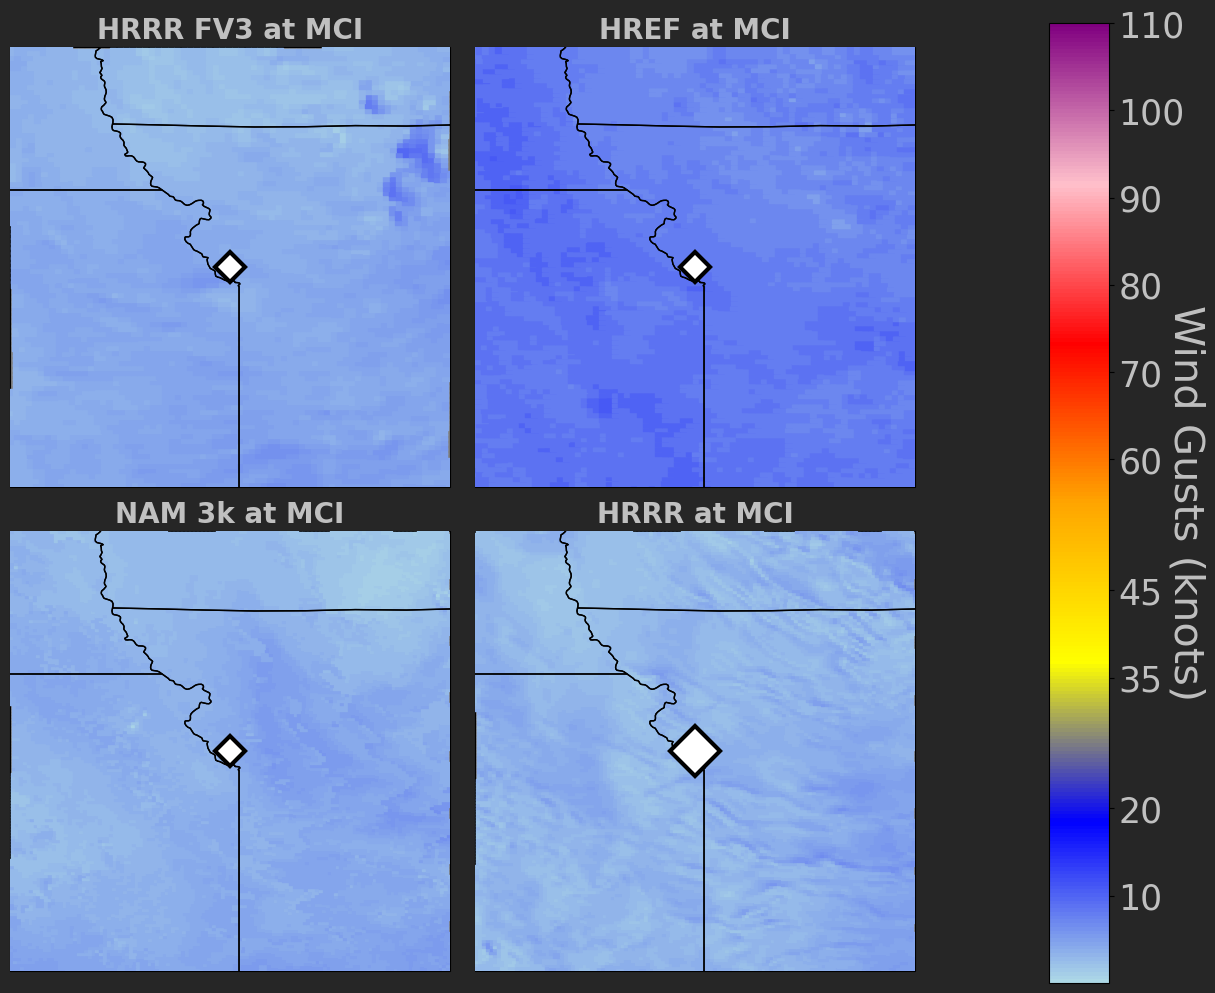 HRRR FV3 at MCI
HREF at MCI
NAM 3k at MCI
HRRR at MCI
110
100
90
80
70
60
45
35
20
10
Wind Gusts (knots)